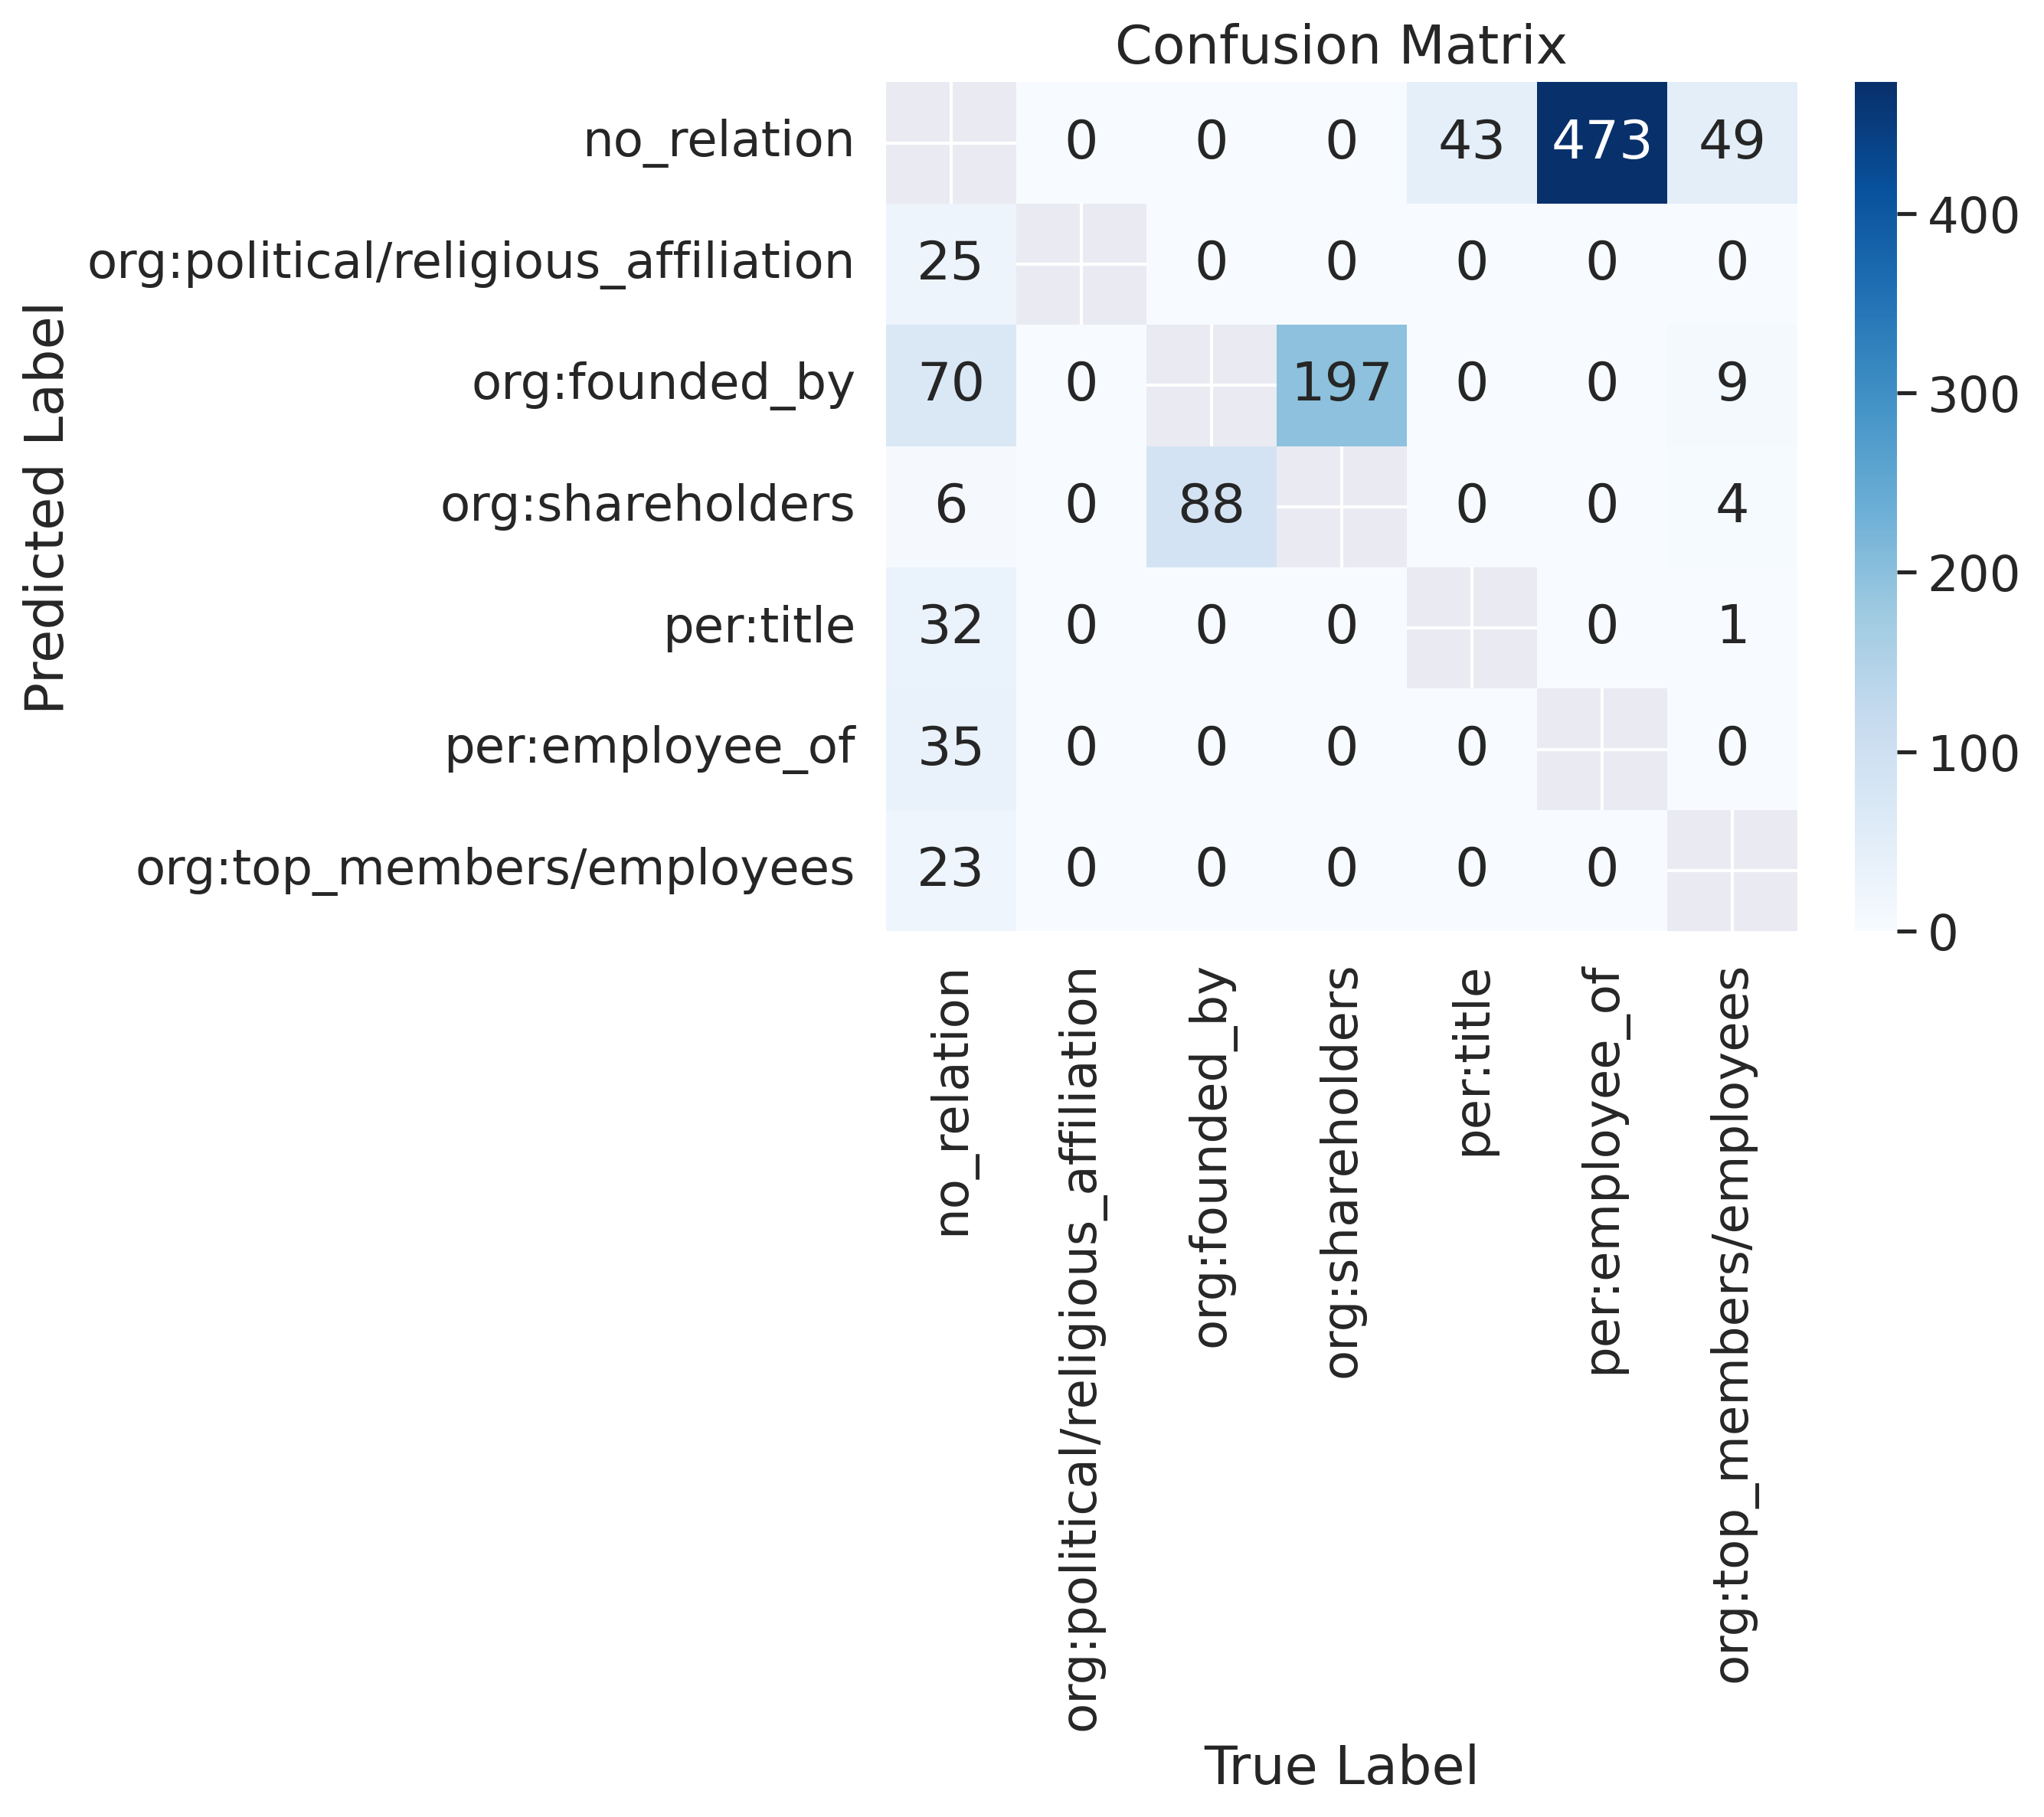 Confusion Matrix
Predicted Label
no_relation 0 0 0 43 473 49
org:political/religious_affiliation 25 0 0 0 0 0
org:founded_by 70 0 197 0 0 9
org:shareholders 6 0 88 0 0 4
per:title 32 0 0 0 0 1
per:employee_of 35 0 0 0 0 0
org:top_members/employees 23 0 0 0 0 0
400
300
200
100
0
no_relation
org:political/religious_affiliation
org:founded_by
org:shareholders
per:title
per:employee_of
org:top_members/employees
True Label